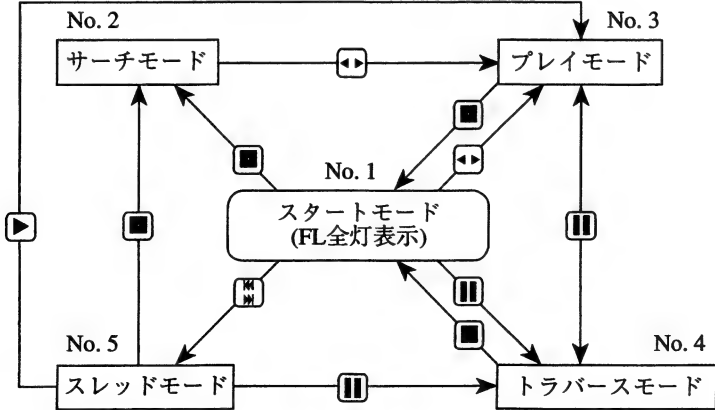 No. 2
No. 3
サーチモード
プレイモード
No. 1
スタートモード
(FL全灯表示)
No. 5
No. 4
スレッドモード
トラバースモード